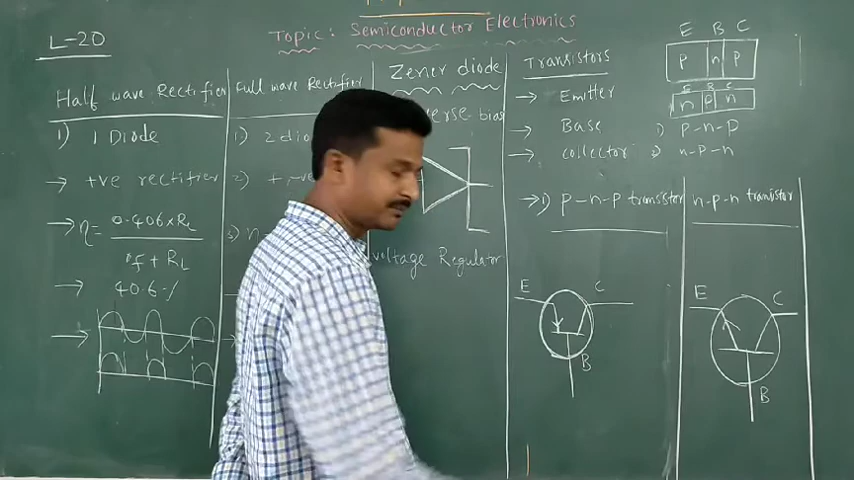 L-20
Topic: Semiconductor Electronics
Half wave Rectifier
1) 1 Diode
→ +ve rectifier
→ η = 0.406×RL
rf + RL
→ 40.6%
Full wave Rectifier
1) 2
2) +
3)
Zener diode
bias
voltage Regulator
Transistors
→ Emitter
→ Base
→ collector
E B C
p n p
E B C
n p n
1) p-n-p
2) n-p-n
→ 1) p-n-p transistor
E C
B
n-p-n transistor
E C
B